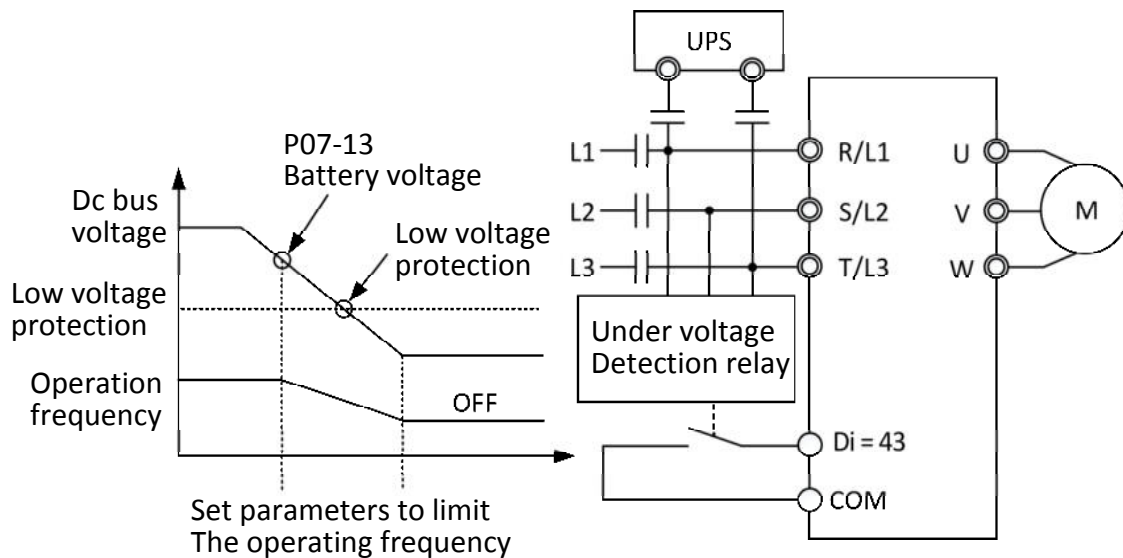 P07-13
Battery voltage
Dc bus
voltage
Low voltage
protection
Low voltage
protection
Operation
frequency
OFF
Set parameters to limit
The operating frequency
UPS
L1
R/L1
U
L2
S/L2
V
M
L3
T/L3
W
Under voltage
Detection relay
Di = 43
COM